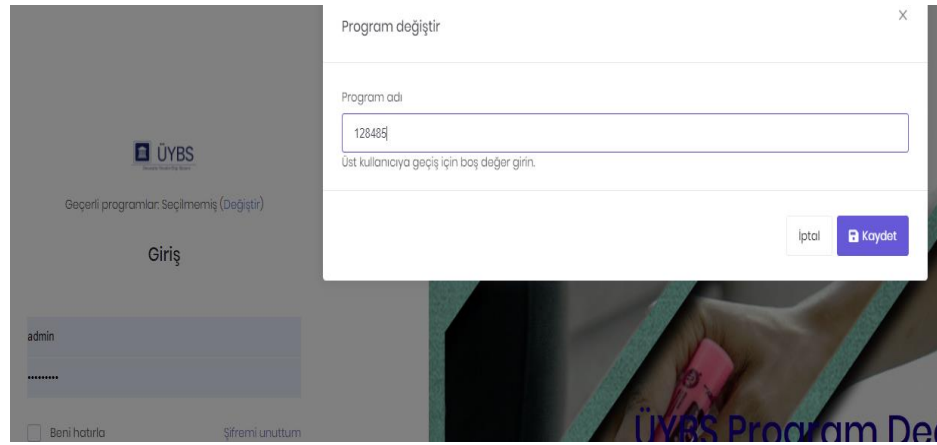 Program değiştir
X
Program adı
128485
Üst kullanıcıya geçiş için boş değer girin.
İptal
Kaydet
ÜYBS
Geçerli programlar: Seçilmemiş (Değiştir)
Giriş
admin
•••••••••
Beni hatırla
Şifremi unuttum
ÜYBS Program De